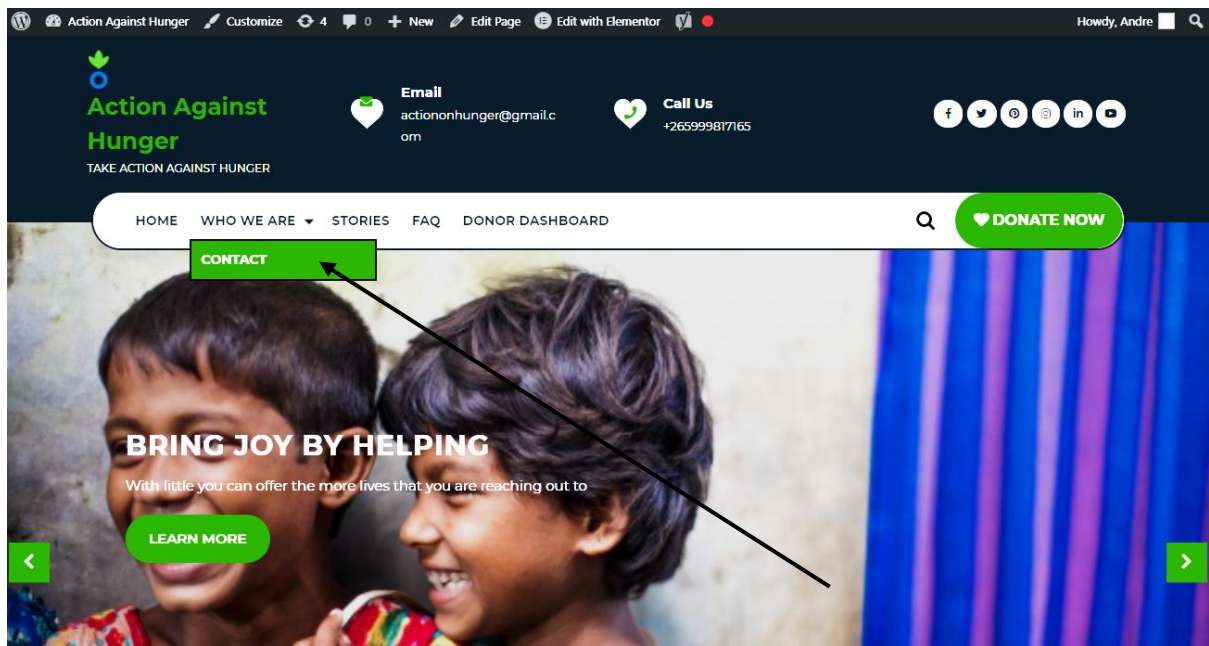 Action Against Hunger Customize 4 0 New Edit Page Edit with Elementor Howdy, Andre
Action Against
Hunger
TAKE ACTION AGAINST HUNGER
Email
actiononhunger@gmail.c
om
Call Us
+265999817165
HOME WHO WE ARE STORIES FAQ DONOR DASHBOARD DONATE NOW
CONTACT
BRING JOY BY HELPING
With little you can offer the more lives that you are reaching out to
LEARN MORE